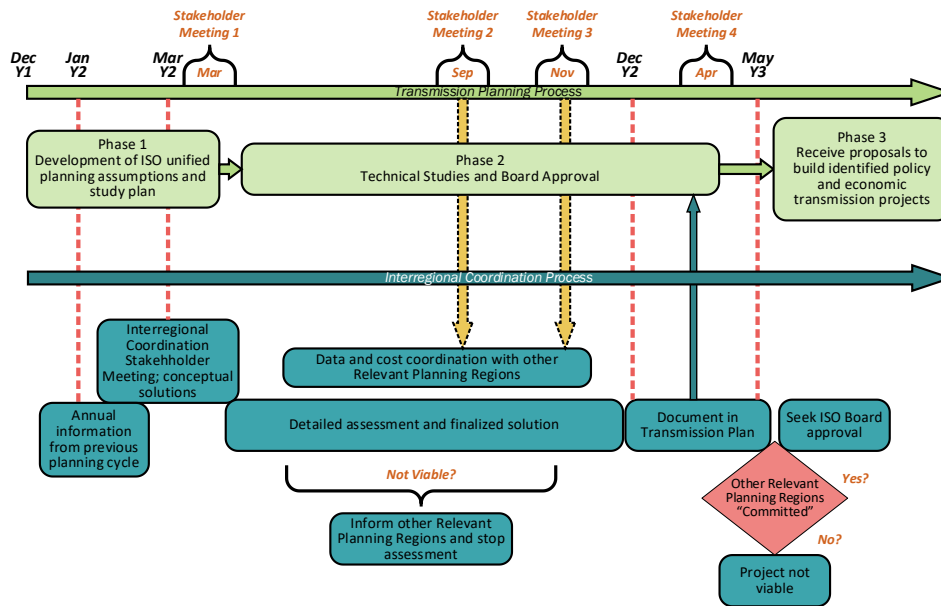 Stakeholder
Meeting 1
Stakeholder
Meeting 2
Stakeholder
Meeting 3
Stakeholder
Meeting 4
Dec
Y1
Jan
Y2
Mar
Y2
Mar
Sep
Nov
Dec
Y2
Apr
May
Y3
Transmission Planning Process
Phase 1
Development of ISO unified
planning assumptions and
study plan
Phase 2
Technical Studies and Board Approval
Phase 3
Receive proposals to
build identified policy
and economic
transmission projects
Interregional Coordination Process
Interregional
Coordination
Stakehholder
Meeting; conceptual
solutions
Data and cost coordination with other
Relevant Planning Regions
Annual
information
from previous
planning cycle
Detailed assessment and finalized solution
Document in
Transmission Plan
Seek ISO Board
approval
Not Viable?
Inform other Relevant
Planning Regions and stop
assessment
Other Relevant
Planning Regions
“Committed”
Yes?
No?
Project not
viable